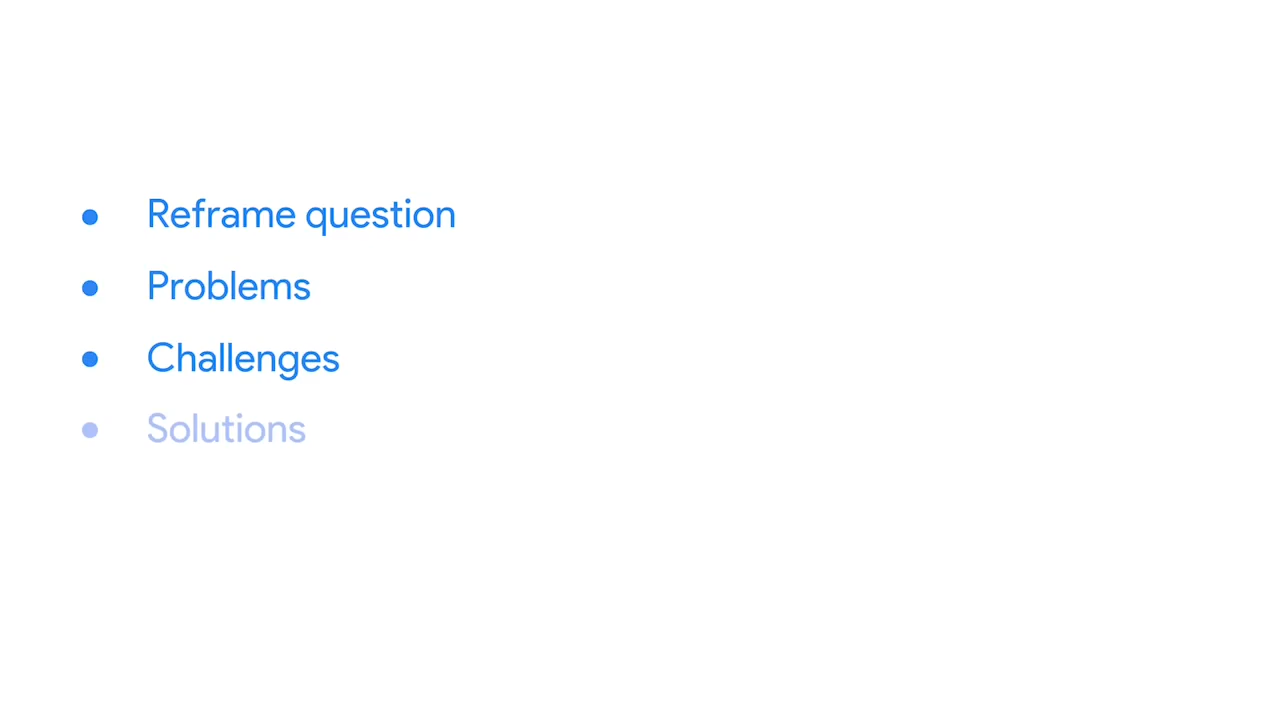 ● Reframe question
● Problems
● Challenges
● Solutions